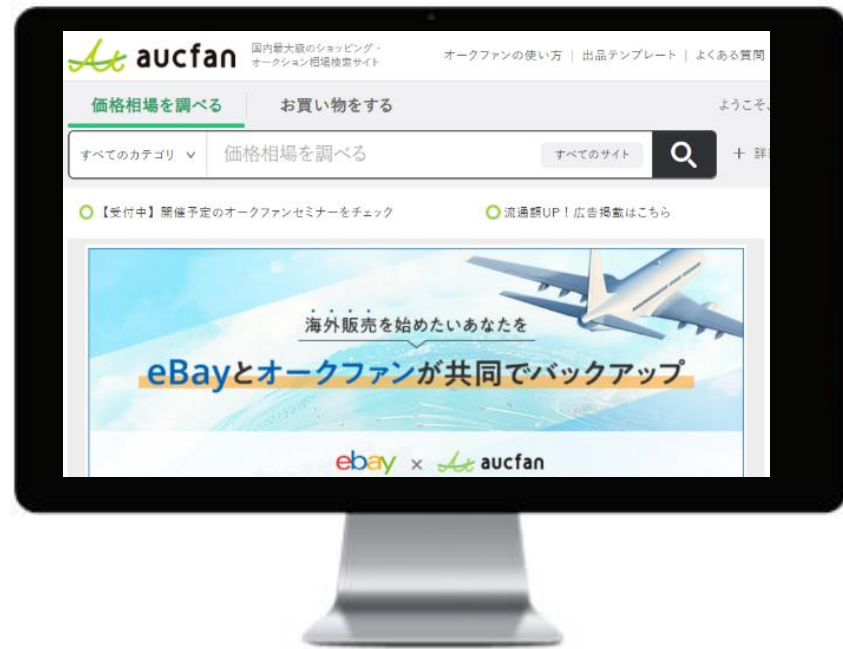 aucfan
国内最大級のショッピング・
オークション相場検索サイト
オークファンの使い方 | 出品テンプレート | よくある質問
価格相場を調べる
お買い物をする
ようこそ、
すべてのカテゴリ
価格相場を調べる
すべてのサイト
+ 詳
【受付中】開催予定のオークファンセミナーをチェック
流通額UP!広告掲載はこちら
海外販売を始めたいあなたを
eBayとオークファンが共同でバックアップ
ebay × aucfan